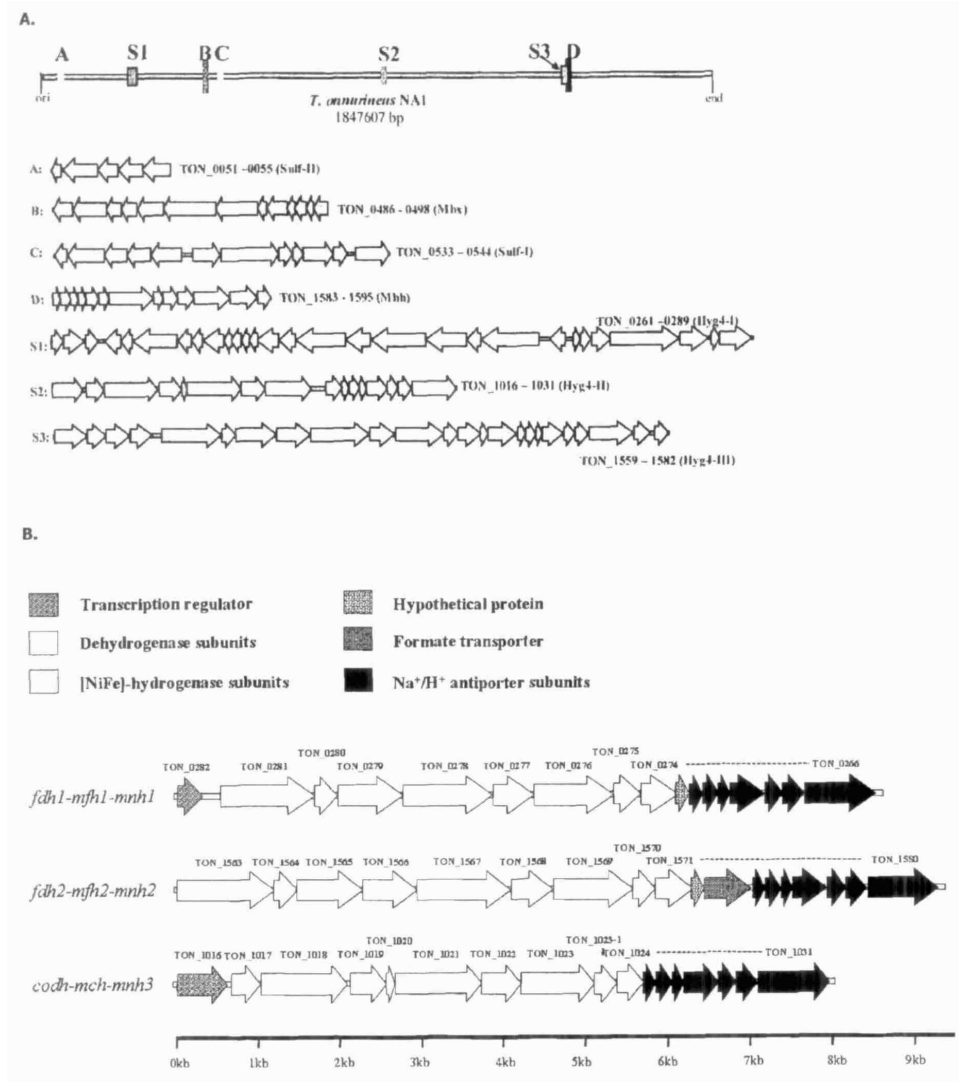 A.
A S1 B C S2 S3 D
ori end
T. onnurineus NA1
1847607 bp
A: TON_0051 –0055 (Sulf-II)
B: TON_0486 - 0498 (Mbx)
C: TON_0533 – 0544 (Sulf-I)
D: TON_1583 - 1595 (Mbh)
TON_0261 –0289 (Hyg4-I)
S1:
S2: TON_1016 – 1031 (Hyg4-II)
S3:
TON_1559 – 1582 (Hyg4-III)
B.
Transcription regulator Hypothetical protein
Dehydrogenase subunits Formate transporter
[NiFe]-hydrogenase subunits Na⁺/H⁺ antiporter subunits
TON_0280 TON_0275
TON_0282 TON_0281 TON_0279 TON_0278 TON_0277 TON_0276 TON_0274 TON_0266
fdh1-mfh1-mnh1
TON_1570
TON_1563 TON_1564 TON_1565 TON_1566 TON_1567 TON_1568 TON_1569 TON_1571 TON_1580
fdh2-mfh2-mnh2
TON_1020 TON_1023-1
TON_1016 TON_1017 TON_1018 TON_1019 TON_1021 TON_1022 TON_1023 TON_1024 TON_1031
codh-mch-mnh3
0kb 1kb 2kb 3kb 4kb 5kb 6kb 7kb 8kb 9kb